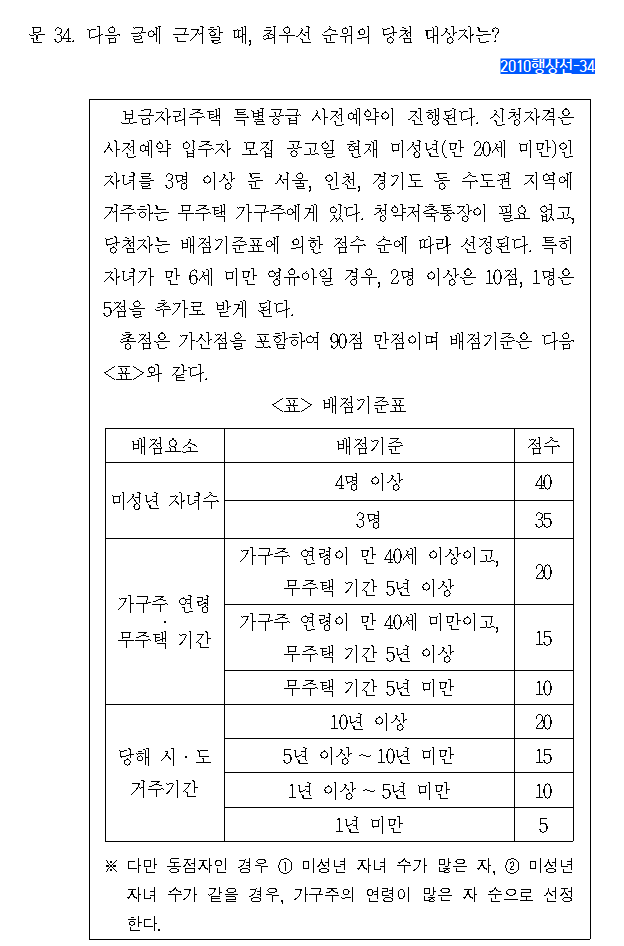 문 34. 다음 글에 근거할 때, 최우선 순위의 당첨 대상자는?
2010행상선-34
보금자리주택 특별공급 사전예약이 진행된다. 신청자격은
사전예약 입주자 모집 공고일 현재 미성년(만 20세 미만)인
자녀를 3명 이상 둔 서울, 인천, 경기도 등 수도권 지역에
거주하는 무주택 가구주에게 있다. 청약저축통장이 필요 없고,
당첨자는 배점기준표에 의한 점수 순에 따라 선정된다. 특히
자녀가 만 6세 미만 영유아일 경우, 2명 이상은 10점, 1명은
5점을 추가로 받게 된다.
총점은 가산점을 포함하여 90점 만점이며 배점기준은 다음
<표>와 같다.
<표> 배점기준표
배점요소 배점기준 점수
미성년 자녀수 4명 이상 40
3명 35
가구주 연령 · 무주택 기간 가구주 연령이 만 40세 이상이고,
무주택 기간 5년 이상 20
가구주 연령이 만 40세 미만이고,
무주택 기간 5년 이상 15
무주택 기간 5년 미만 10
당해 시·도 거주기간 10년 이상 20
5년 이상 ~ 10년 미만 15
1년 이상 ~ 5년 미만 10
1년 미만 5
※ 다만 동점자인 경우 ① 미성년 자녀 수가 많은 자, ② 미성년
자녀 수가 같을 경우, 가구주의 연령이 많은 자 순으로 선정
한다.